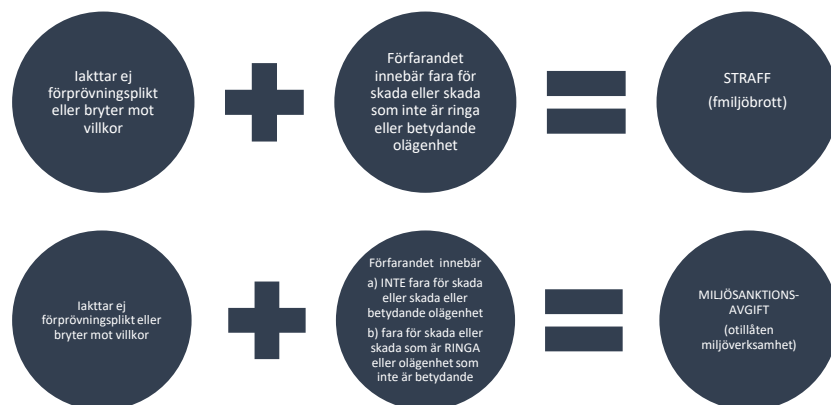 Iakttar ej
förprövningsplikt
eller bryter mot
villkor
Förfarandet
innebär fara för
skada eller skada
som inte är ringa
eller betydande
olägenhet
STRAFF
(fmiljöbrott)
Iakttar ej
förprövningsplikt eller
bryter mot villkor
Förfarandet innebär
a) INTE fara för skada
eller skada eller
betydande olägenhet
b) fara för skada eller
skada som är RINGA
eller olägenhet som
inte är betydande
MILJÖSANKTIONS-
AVGIFT
(otillåten
miljöverksamhet)